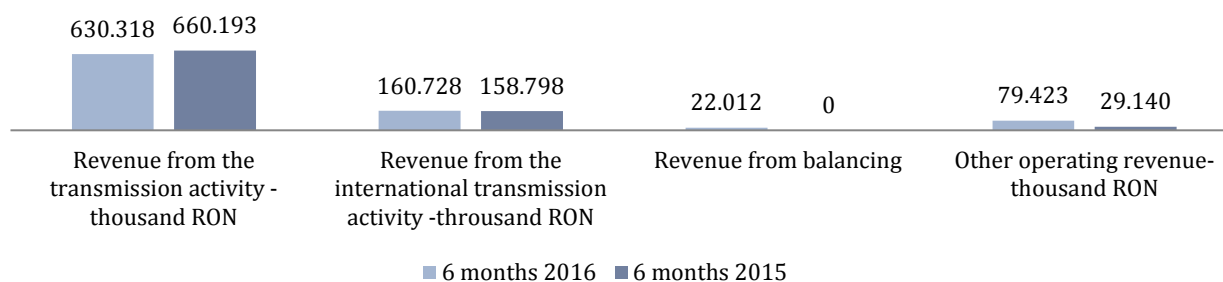 630.318
660.193
160.728
158.798
22.012
0
79.423
29.140
Revenue from the
transmission activity -
thousand RON
Revenue from the
international transmission
activity -throusand RON
Revenue from balancing
Other operating revenue-
thousand RON
6 months 2016
6 months 2015